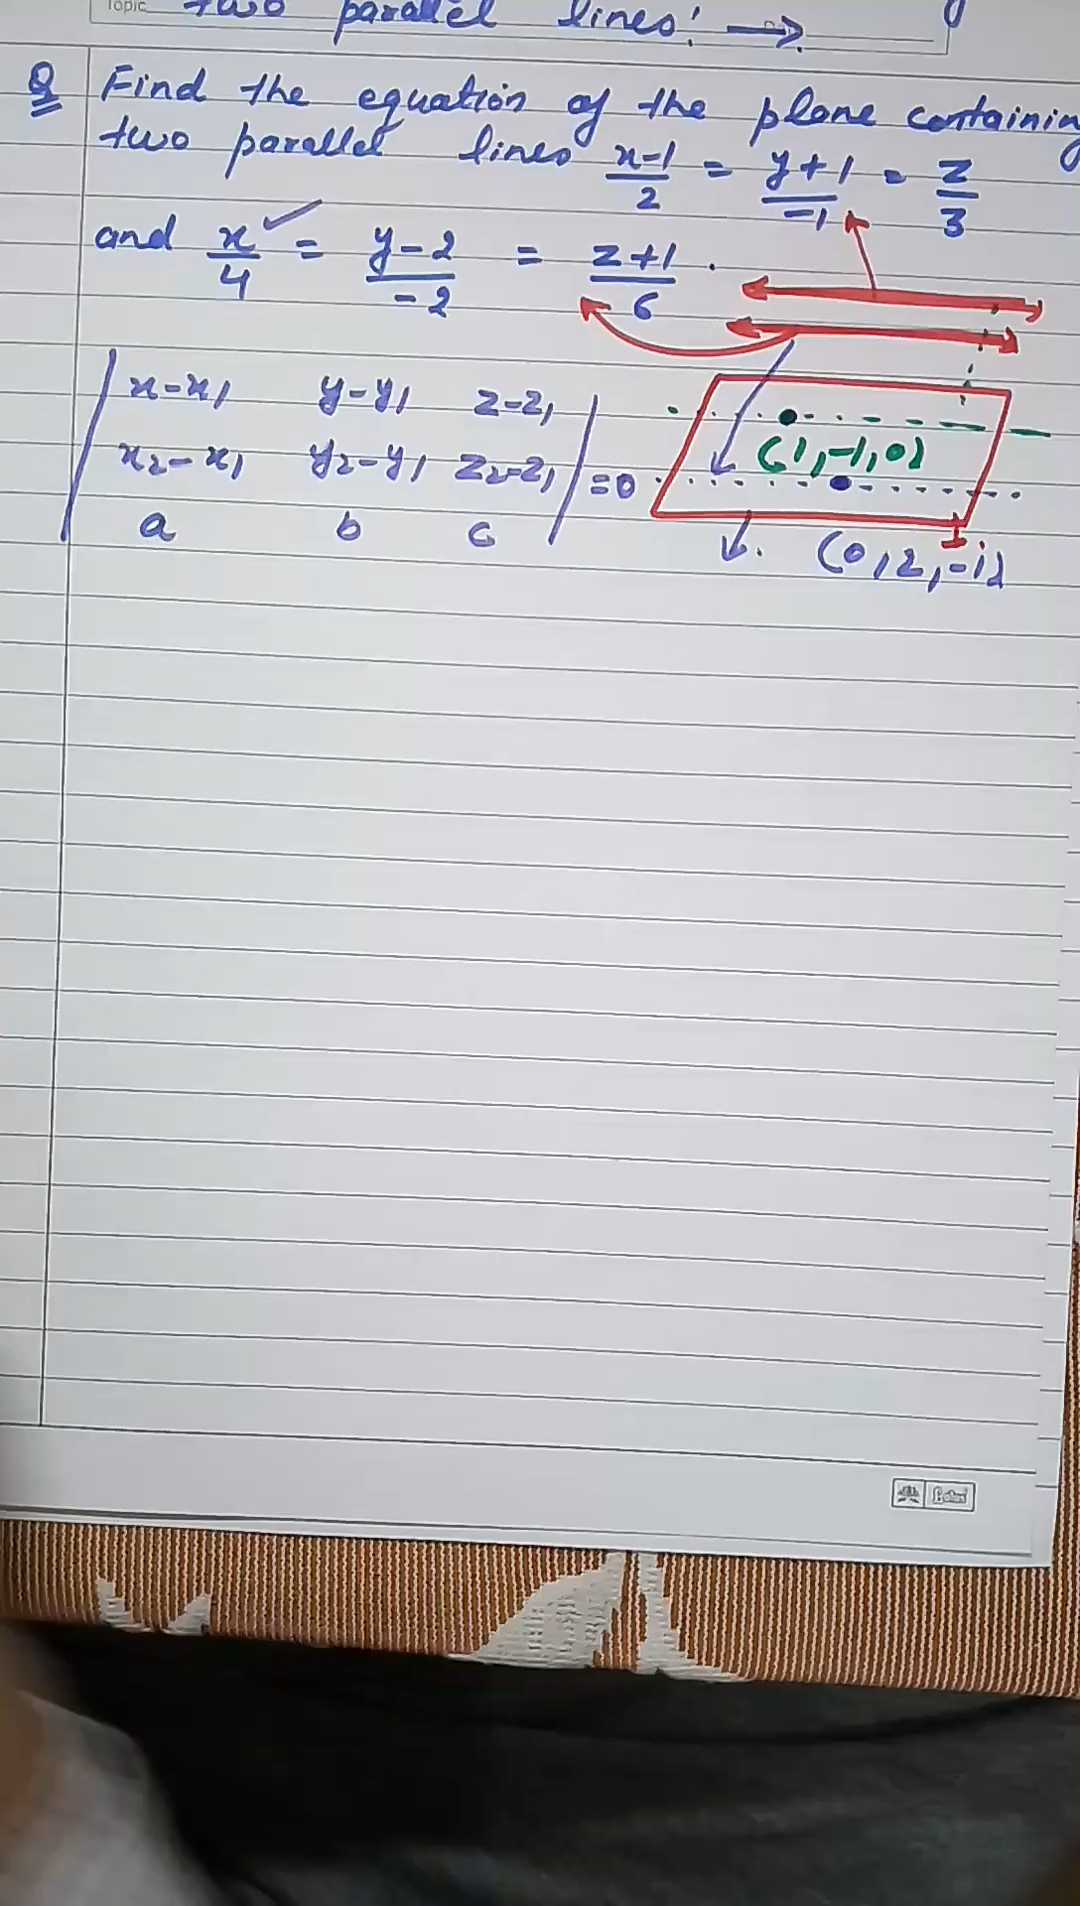 Topic two parallel lines: →
Q Find the equation of the plane containing
two parallel lines x-1/2 = y+1/-1 = z/3
and x/4 ✓ = y-2/-2 = z+1/6 .
| x-x₁ y-y₁ z-z₁ |
| x₂-x₁ y₂-y₁ z₂-z₁ | = 0
| a b c |
(1,-1,0)
(0,2,-1)